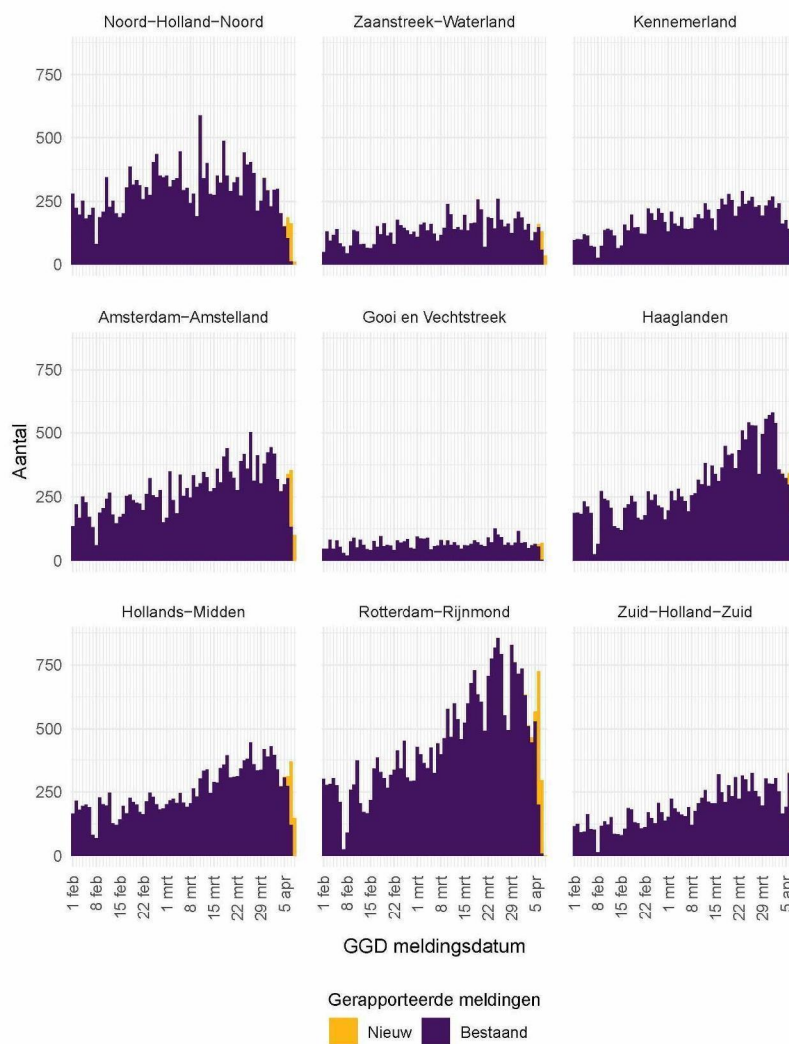 Noord−Holland−Noord Zaanstreek−Waterland Kennemerland
750
500
250
0
Amsterdam−Amstelland Gooi en Vechtstreek Haaglanden
750
500
250
0
Aantal
Hollands−Midden Rotterdam−Rijnmond Zuid−Holland−Zuid
750
500
250
0
1 feb 8 feb 15 feb 22 feb 1 mrt 8 mrt 15 mrt 22 mrt 29 mrt 5 apr 1 feb 8 feb 15 feb 22 feb 1 mrt 8 mrt 15 mrt 22 mrt 29 mrt 5 apr 1 feb 8 feb 15 feb 22 feb 1 mrt 8 mrt 15 mrt 22 mrt 29 mrt 5 apr
GGD meldingsdatum
Gerapporteerde meldingen
Nieuw Bestaand